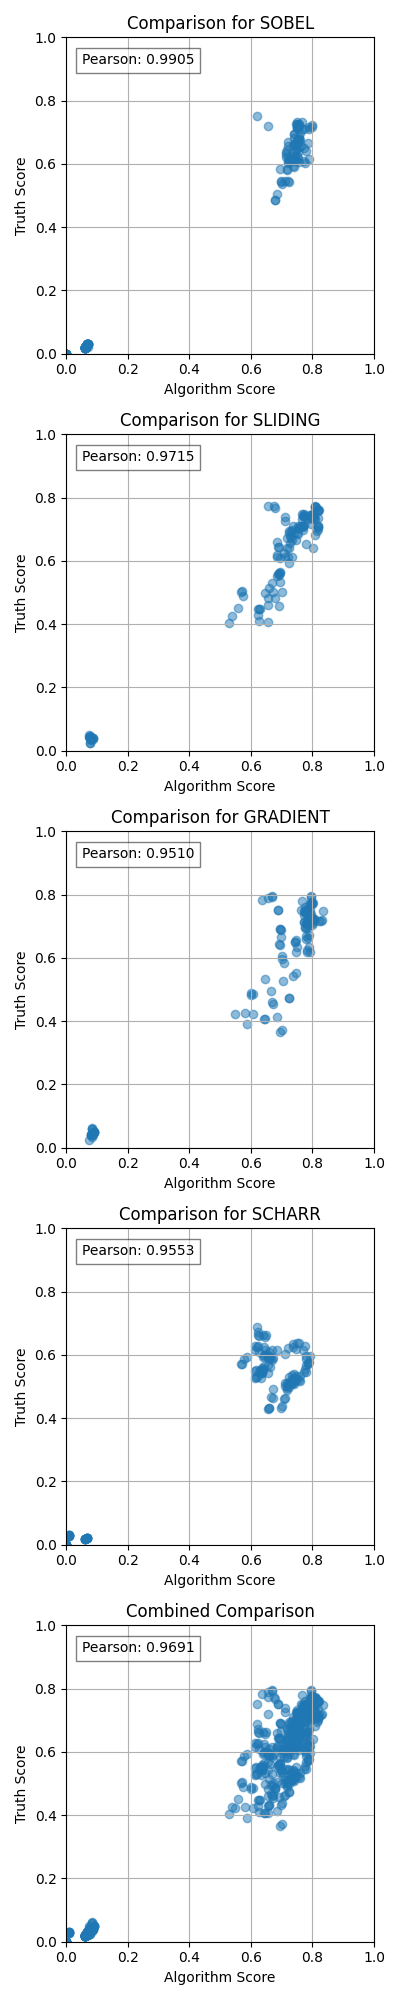 Comparison for SOBEL
1.0
Pearson: 0.9905
0.8
0.6
Truth Score
0.4
0.2
0.0
0.0 0.2 0.4 0.6 0.8 1.0
Algorithm Score
Comparison for SLIDING
1.0
Pearson: 0.9715
0.8
0.6
Truth Score
0.4
0.2
0.0
0.0 0.2 0.4 0.6 0.8 1.0
Algorithm Score
Comparison for GRADIENT
1.0
Pearson: 0.9510
0.8
0.6
Truth Score
0.4
0.2
0.0
0.0 0.2 0.4 0.6 0.8 1.0
Algorithm Score
Comparison for SCHARR
1.0
Pearson: 0.9553
0.8
0.6
Truth Score
0.4
0.2
0.0
0.0 0.2 0.4 0.6 0.8 1.0
Algorithm Score
Combined Comparison
1.0
Pearson: 0.9691
0.8
0.6
Truth Score
0.4
0.2
0.0
0.0 0.2 0.4 0.6 0.8 1.0
Algorithm Score